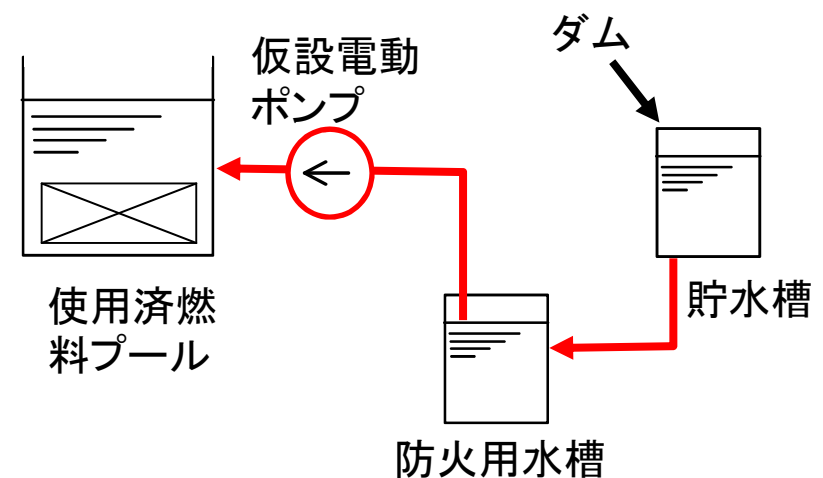 仮設電動
ポンプ
ダム
使用済燃
料プール
貯水槽
防火用水槽